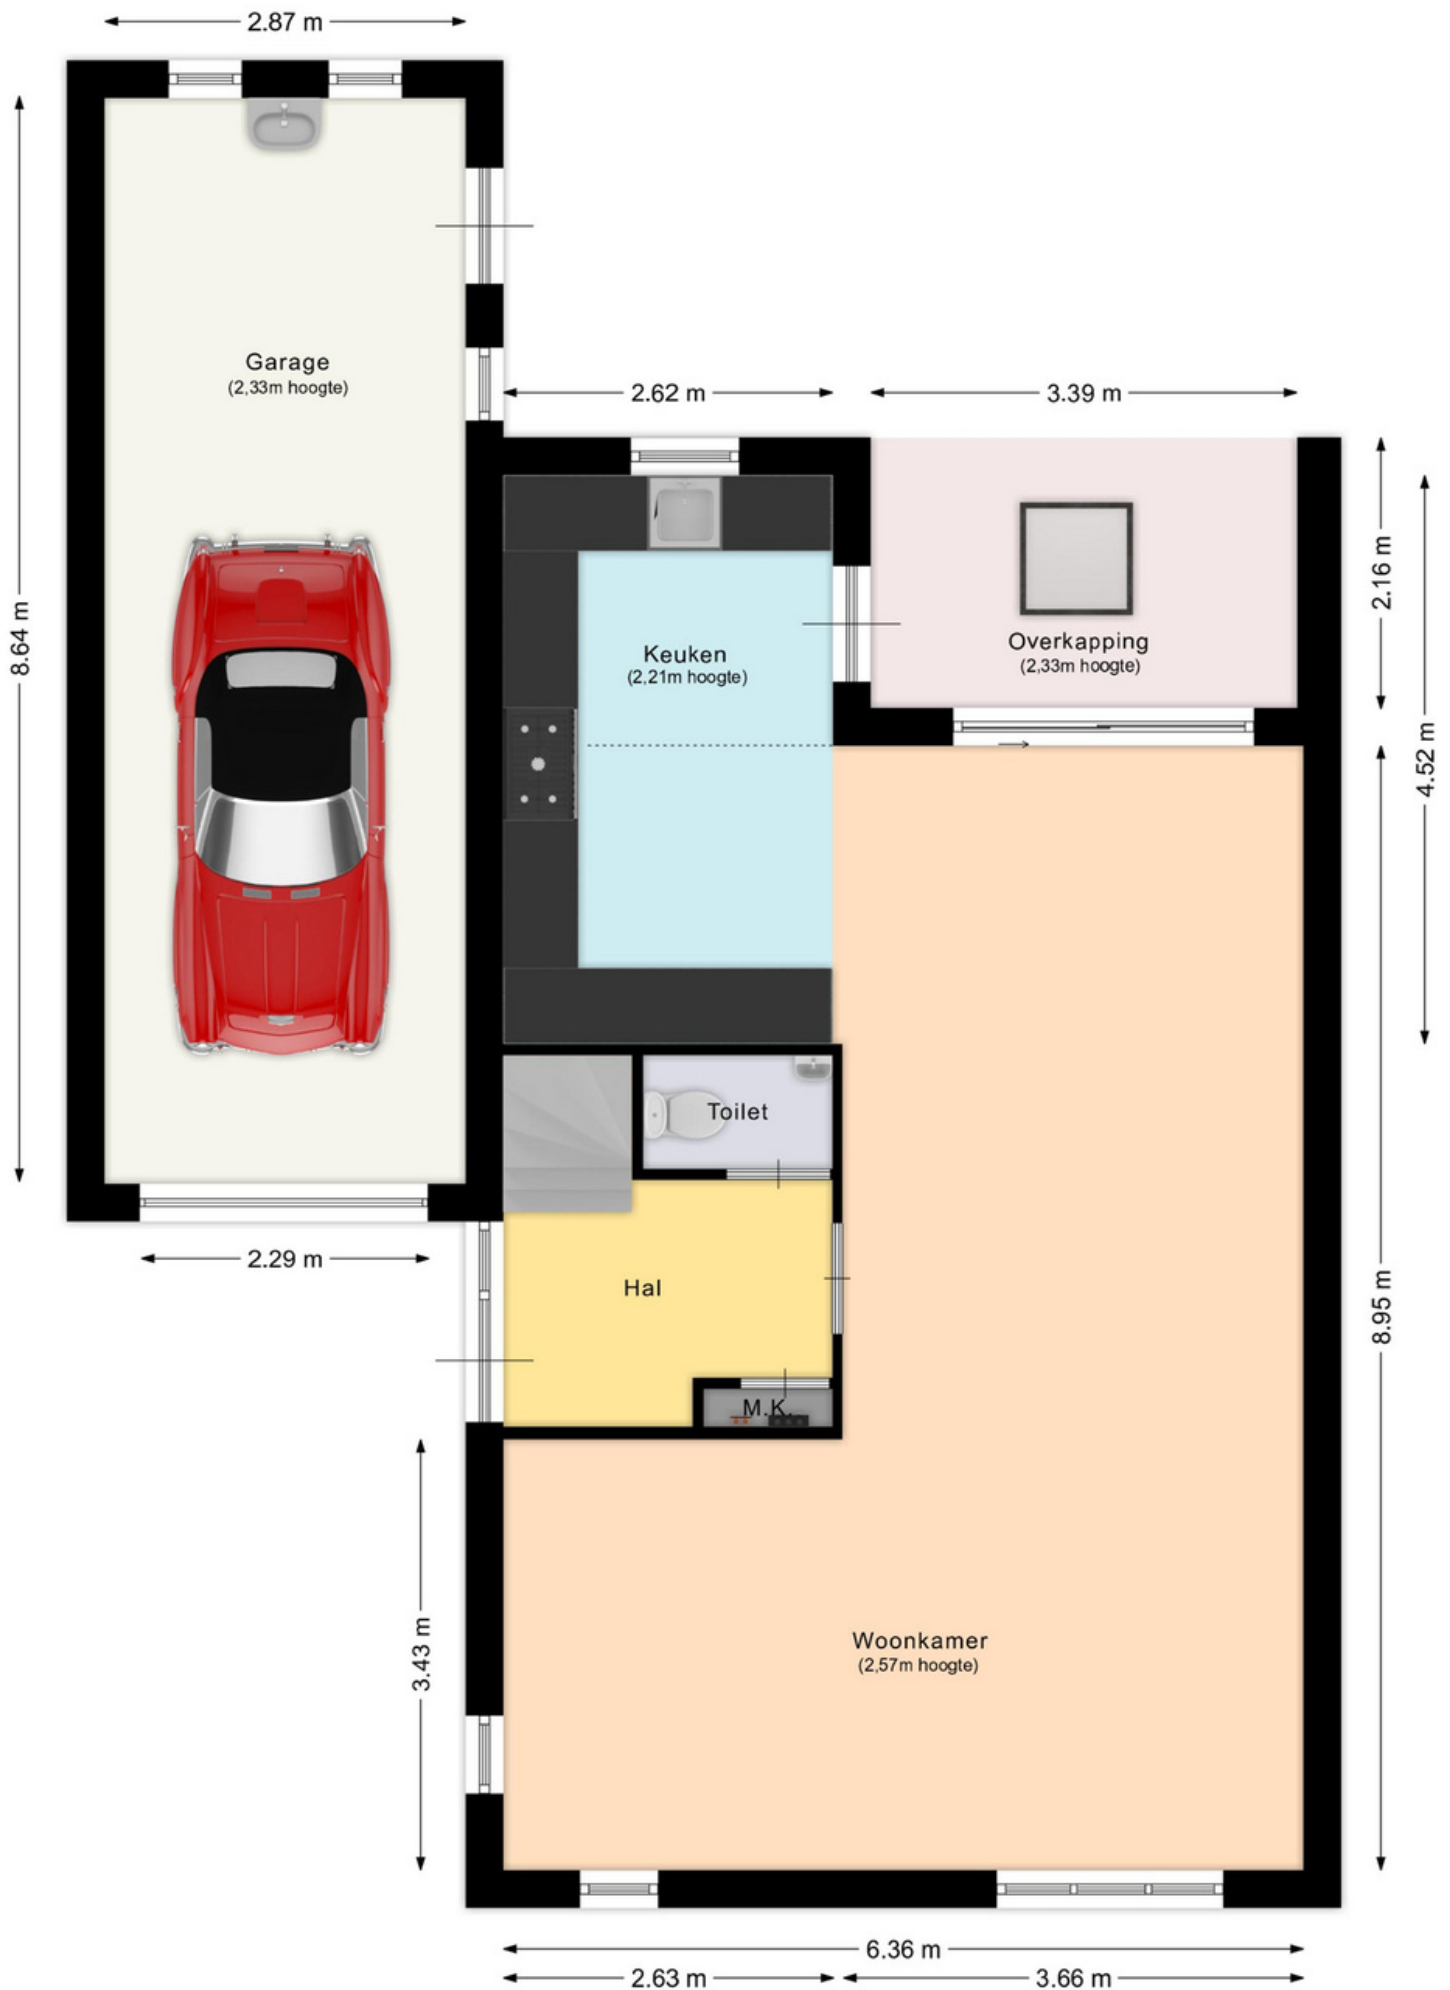 2.87 m
8.64 m
Garage
(2,33m hoogte)
2.62 m
3.39 m
2.16 m
4.52 m
Keuken
(2,21m hoogte)
Overkapping
(2,33m hoogte)
Toilet
2.29 m
Hal
M.K.
8.95 m
3.43 m
Woonkamer
(2,57m hoogte)
6.36 m
2.63 m
3.66 m